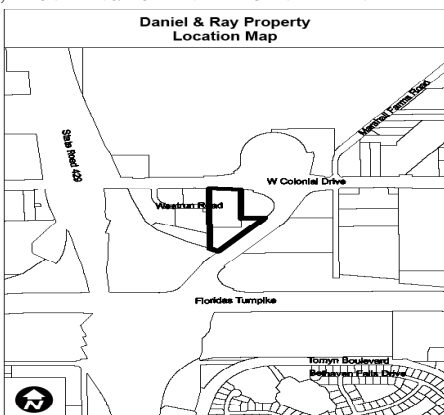 Daniel & Ray Property
Location Map
Marshall Farms Road
State Road 429
W Colonial Drive
Westrun Road
Floridas Turnpike
Tomyn Boulevard
Belhaven Falls Drive
N